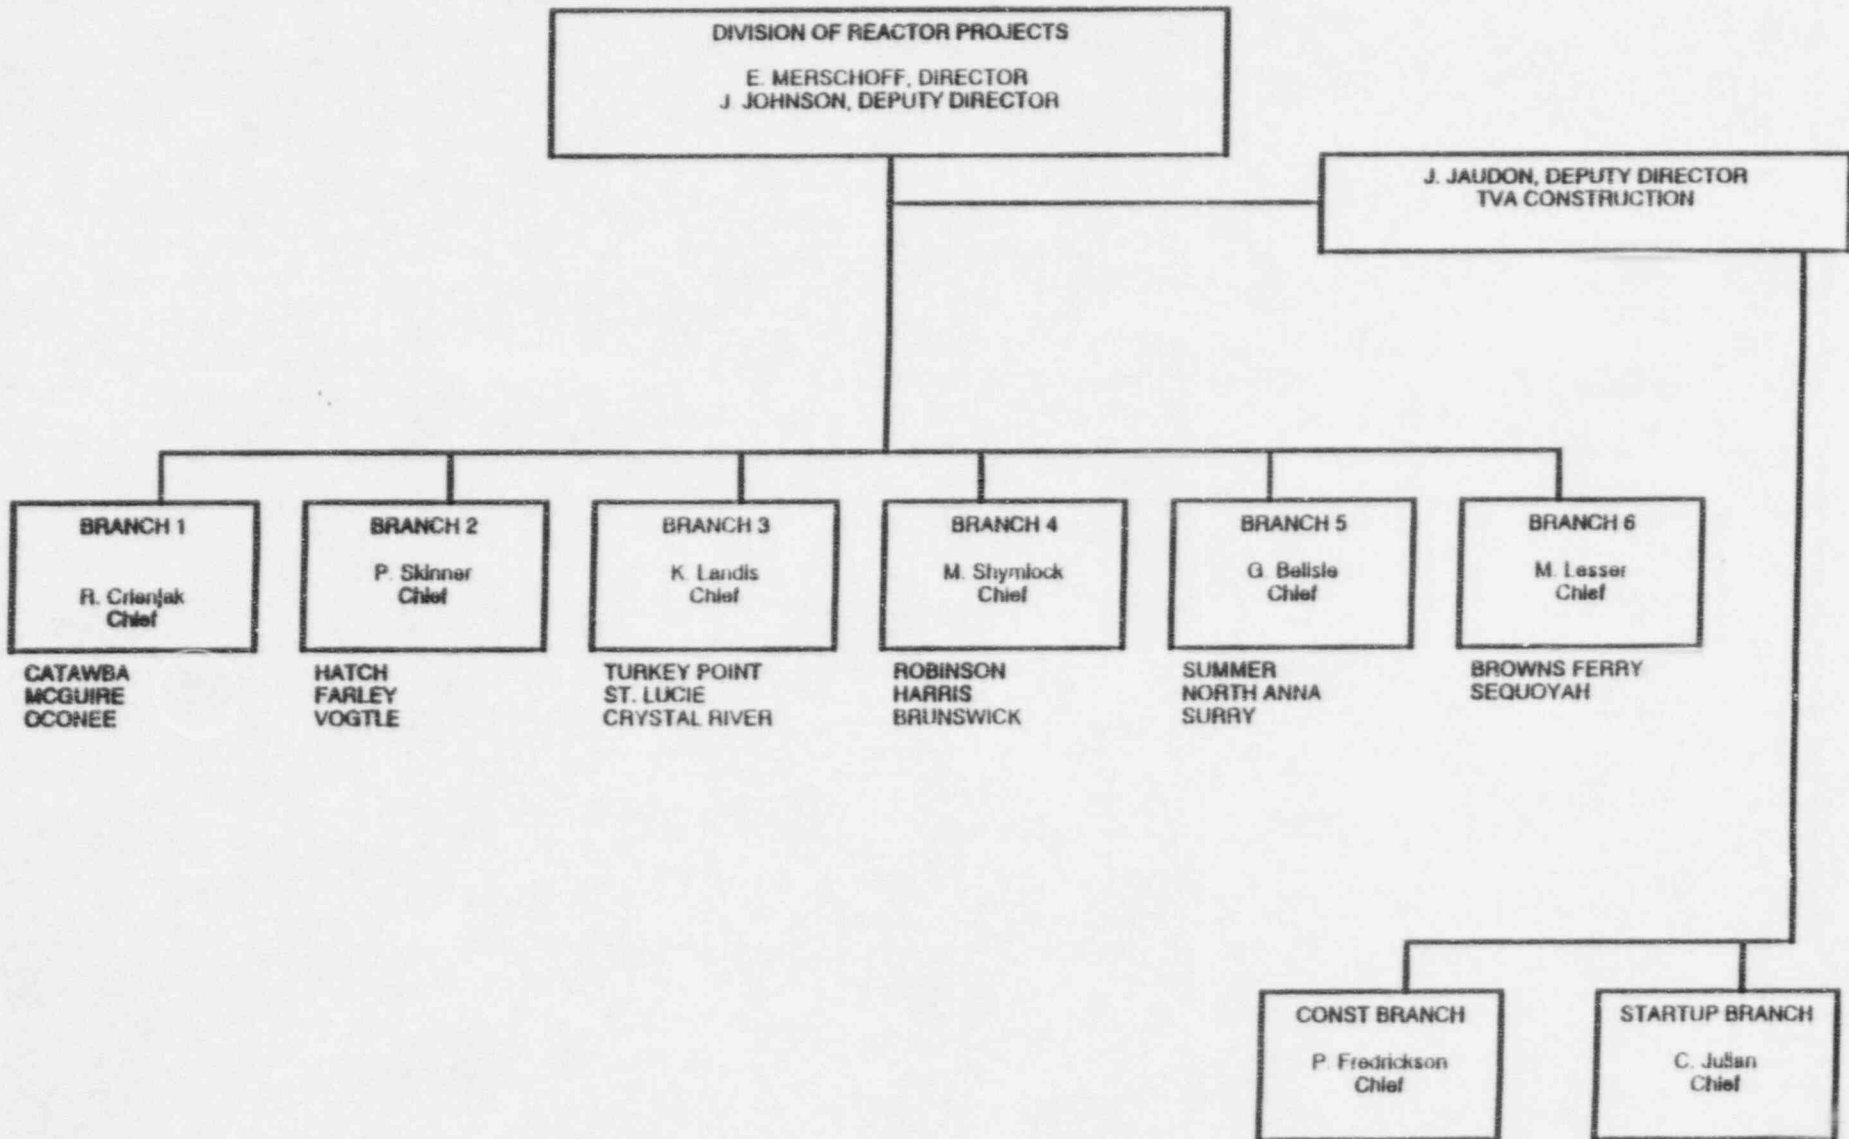 DIVISION OF REACTOR PROJECTS
E. MERSCHOFF, DIRECTOR
J. JOHNSON, DEPUTY DIRECTOR
J. JAUDON, DEPUTY DIRECTOR
TVA CONSTRUCTION
BRANCH 1
R. Crlenjak
Chief
CATAWBA
MCGUIRE
OCONEE
BRANCH 2
P. Skinner
Chief
HATCH
FARLEY
VOGTLE
BRANCH 3
K. Landis
Chief
TURKEY POINT
ST. LUCIE
CRYSTAL RIVER
BRANCH 4
M. Shymlock
Chief
ROBINSON
HARRIS
BRUNSWICK
BRANCH 5
G. Belisle
Chief
SUMMER
NORTH ANNA
SURRY
BRANCH 6
M. Lesser
Chief
BROWNS FERRY
SEQUOYAH
CONST BRANCH
P. Fredrickson
Chief
STARTUP BRANCH
C. Julian
Chief